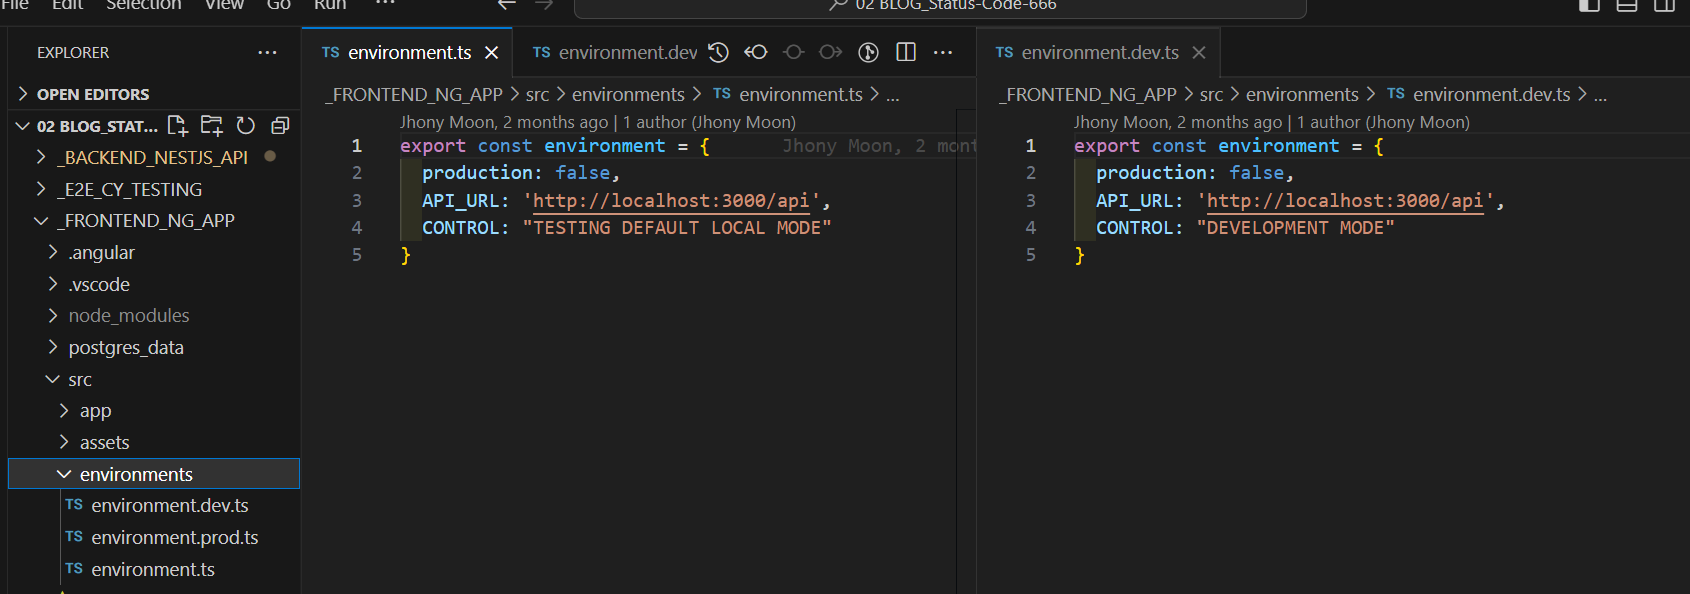 File Edit Selection View Go Run ···
02 BLOG_Status-Code-666
EXPLORER ···
OPEN EDITORS
02 BLOG_STAT...
_BACKEND_NESTJS_API
_E2E_CY_TESTING
_FRONTEND_NG_APP
.angular
.vscode
node_modules
postgres_data
src
app
assets
environments
TS environment.dev.ts
TS environment.prod.ts
TS environment.ts
TS environment.ts
TS environment.dev
···
_FRONTEND_NG_APP > src > environments > TS environment.ts > ...
Jhony Moon, 2 months ago | 1 author (Jhony Moon)
1 export const environment = { Jhony Moon, 2 mont
2 production: false,
3 API_URL: 'http://localhost:3000/api',
4 CONTROL: "TESTING DEFAULT LOCAL MODE"
5 }
TS environment.dev.ts
_FRONTEND_NG_APP > src > environments > TS environment.dev.ts > ...
Jhony Moon, 2 months ago | 1 author (Jhony Moon)
1 export const environment = {
2 production: false,
3 API_URL: 'http://localhost:3000/api',
4 CONTROL: "DEVELOPMENT MODE"
5 }